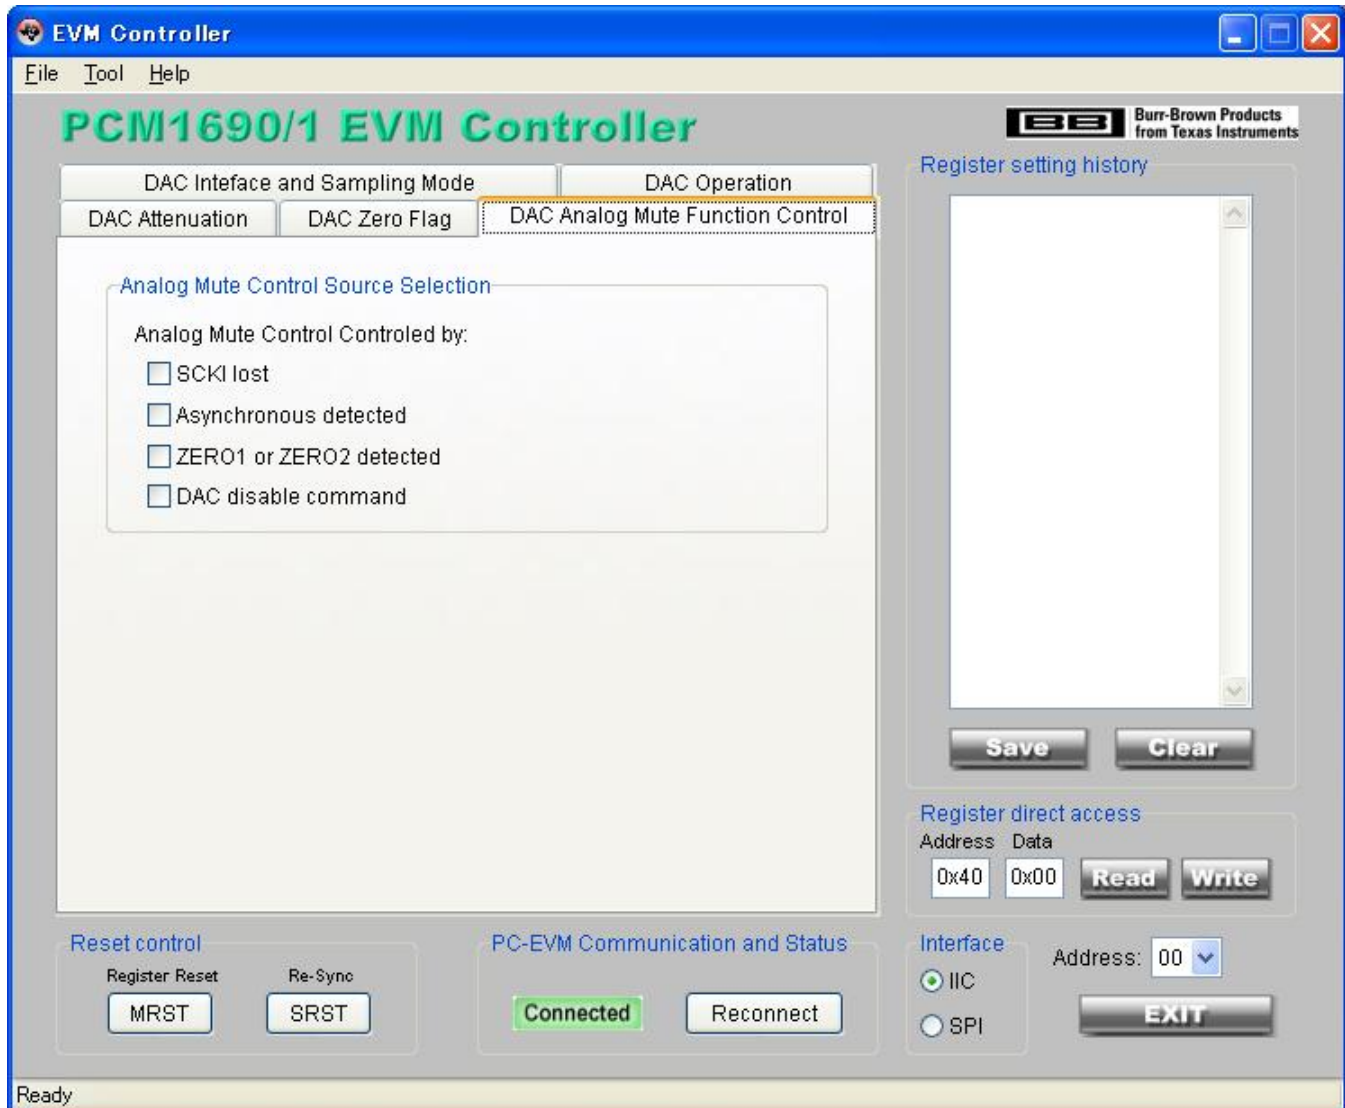 EVM Controller
File Tool Help
PCM1690/1 EVM Controller
BB Burr-Brown Products
from Texas Instruments
DAC Inteface and Sampling Mode
DAC Operation
DAC Attenuation
DAC Zero Flag
DAC Analog Mute Function Control
Analog Mute Control Source Selection
Analog Mute Control Controled by:
SCKI lost
Asynchronous detected
ZERO1 or ZERO2 detected
DAC disable command
Register setting history
Save
Clear
Register direct access
Address Data
0x40 0x00 Read Write
Reset control
Register Reset
Re-Sync
MRST
SRST
PC-EVM Communication and Status
Connected
Reconnect
Interface
IIC
SPI
Address: 00
EXIT
Ready